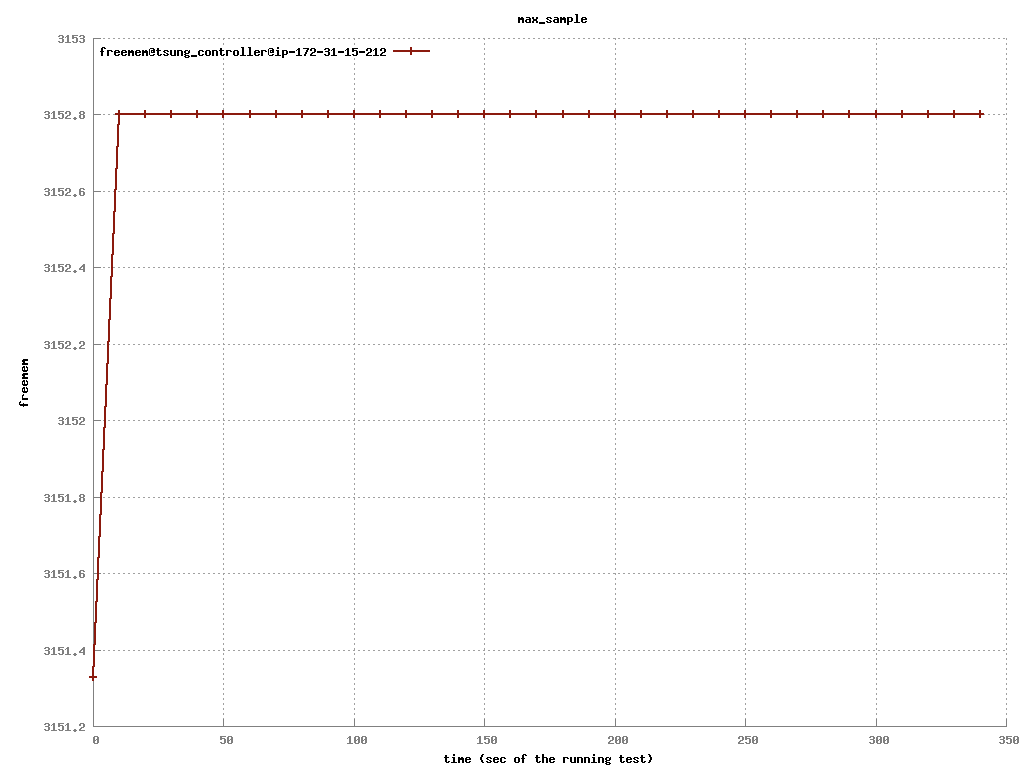 max_sample
freemem@tsung_controller@ip-172-31-15-212
3153
3152.8
3152.6
3152.4
3152.2
3152
3151.8
3151.6
3151.4
3151.2
freemem
0 50 100 150 200 250 300 350
time (sec of the running test)